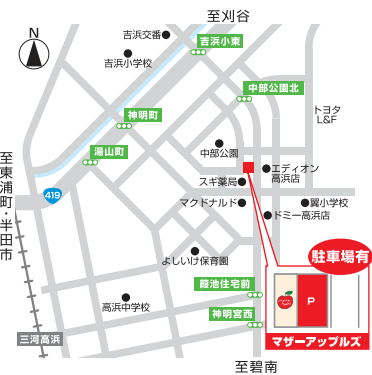 至刈谷
N
吉浜交番
吉浜小東
吉浜小学校
中部公園北
トヨタ
L&F
神明町
湯山町
中部公園
エディオン
高浜店
至東浦町・半田市
スギ薬局
419
マクドナルド
翼小学校
ドミー高浜店
よしいけ保育園
駐車場有
葭池住宅前
高浜中学校
P
神明宮西
三河高浜
マザーアップルズ
至碧南